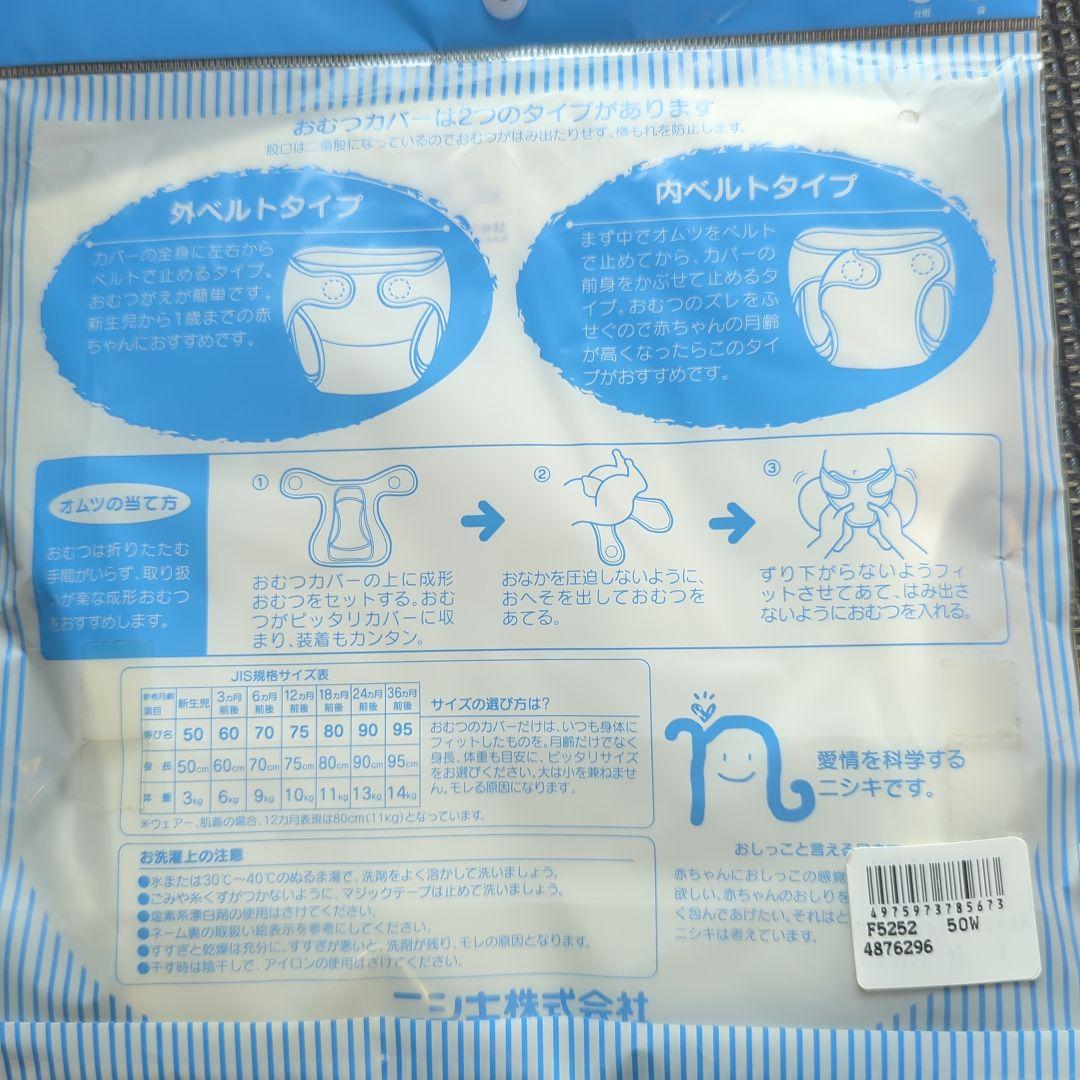 台紙
袋
おむつカバーは2つのタイプがあります
股口は二重股になっているのでおむつがはみ出たりせず、横もれを防止します。
外ベルトタイプ
カバーの全身に左右から
ベルトで止めるタイプ。
おむつがえが簡単です。
新生児から1歳までの赤
ちゃんにおすすめです。
内ベルトタイプ
まず中でオムツをベルト
で止めてから、カバーの
前身をかぶせて止めるタ
イプ。おむつのズレをふ
せぐので赤ちゃんの月齢
が高くなったらこのタイ
プがおすすめです。
オムツの当て方
おむつは折りたたむ
手間がいらず、取り扱
いが楽な成形おむつ
をおすすめします。
①
おむつカバーの上に成形
おむつをセットする。おむ
つがピッタリカバーに収
まり、装着もカンタン。
②
おなかを圧迫しないように、
おへそを出しておむつを
あてる。
③
ずり下がらないようフィ
ットさせてあて、はみ出さ
ないようにおむつを入れる。
JIS規格サイズ表
参考月齢 項目 新生児 3カ月前後 6カ月前後 12カ月前後 18カ月前後 24カ月前後 36カ月前後
呼び名 50 60 70 75 80 90 95
身長 50cm 60cm 70cm 75cm 80cm 90cm 95cm
体重 3kg 6kg 9kg 10kg 11kg 13kg 14kg
※ウェアー、肌着の場合、12カ月表現は80cm(11kg)となっています。
サイズの選び方は?
おむつのカバーだけは、いつも身体に
フィットしたものを。月齢だけでなく
身長、体重も目安に、ピッタリサイズ
をお選びください。大は小を兼ねませ
ん。モレる原因になります。
お洗濯上の注意
●水または30℃〜40℃のぬるま湯で、洗剤をよく溶かして洗いましょう。
●ごみや糸くずがつかないように、マジックテープは止めて洗いましょう。
●塩素系漂白剤の使用はさけてください。
●ネーム裏の取扱い絵表示を参考にしてください。
●すすぎと乾燥は充分に。すすぎが悪いと、洗剤が残り、モレの原因となります。
●干す時は陰干しで、アイロンの使用はさけてください。
愛情を科学する
ニシキです。
おしっこと言える
赤ちゃんにおしっこの感覚
欲しい。赤ちゃんのおしりを
く包んであげたい。それはと
ニシキは考えています。
4975973785673
F5252 50W
4876296
ニシキ株式会社